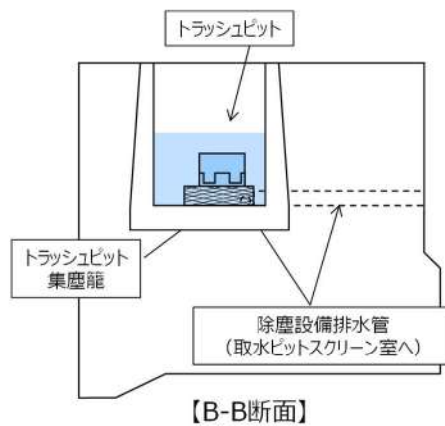 トラッシュピット
トラッシュピット
集塵籠
除塵設備排水管
（取水ピットスクリーン室へ）
【B-B断面】